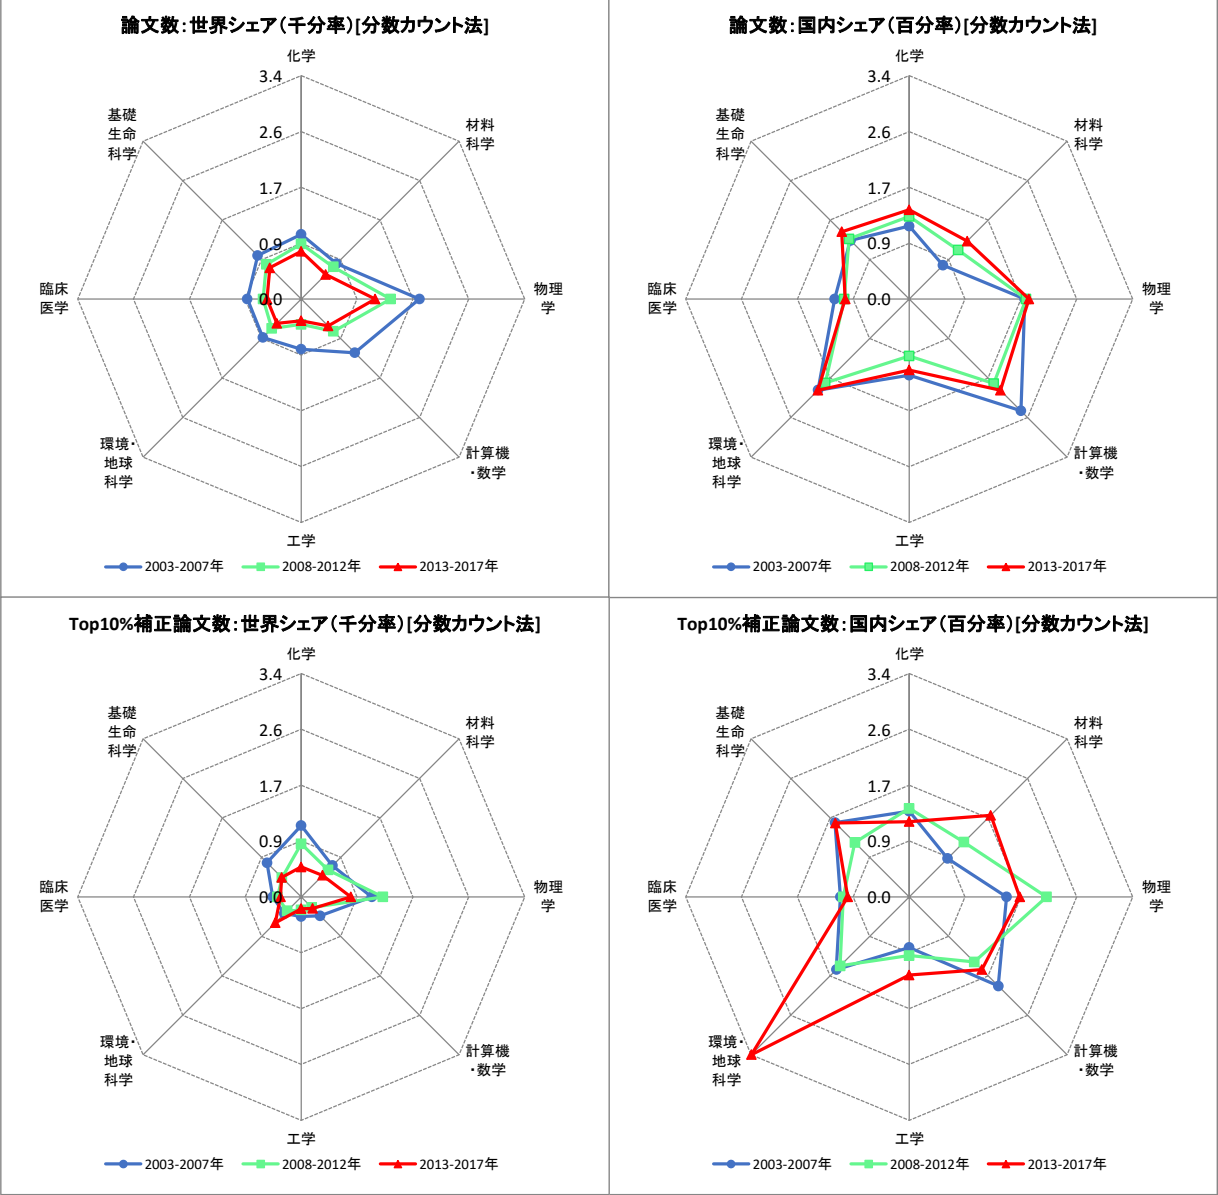 論文数：世界シェア（千分率）[分数カウント法]
化学
3.4
2.6
1.7
0.9
0.0
材料
科学
物理
学
計算機
・数学
工学
環境・
地球
科学
臨床
医学
基礎
生命
科学
2003-2007年
2008-2012年
2013-2017年
論文数：国内シェア（百分率）[分数カウント法]
化学
3.4
2.6
1.7
0.9
0.0
材料
科学
物理
学
計算機
・数学
工学
環境・
地球
科学
臨床
医学
基礎
生命
科学
2003-2007年
2008-2012年
2013-2017年
Top10%補正論文数：世界シェア（千分率）[分数カウント法]
化学
3.4
2.6
1.7
0.9
0.0
材料
科学
物理
学
計算機
・数学
工学
環境・
地球
科学
臨床
医学
基礎
生命
科学
2003-2007年
2008-2012年
2013-2017年
Top10%補正論文数：国内シェア（百分率）[分数カウント法]
化学
3.4
2.6
1.7
0.9
0.0
材料
科学
物理
学
計算機
・数学
工学
環境・
地球
科学
臨床
医学
基礎
生命
科学
2003-2007年
2008-2012年
2013-2017年